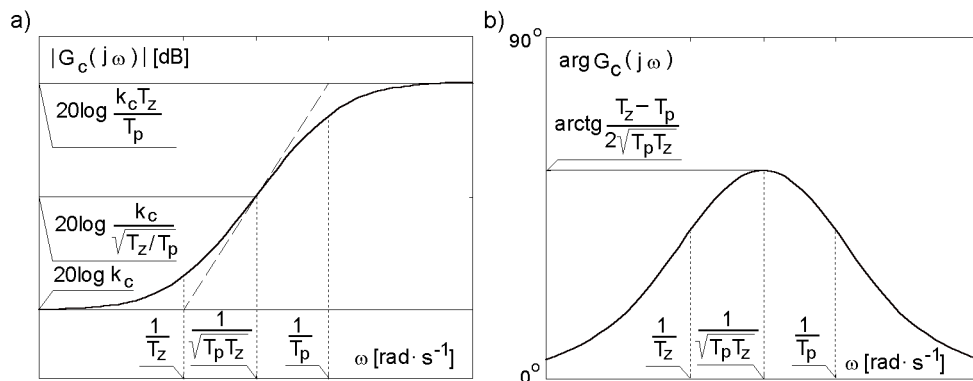 a)
|G_c(jω)| [dB]
20log k_cT_z/T_p
20log k_c/√T_z/T_p
20log k_c
1/T_z
1/√T_pT_z
1/T_p
ω [rad· s⁻¹]
b)
90°
arg G_c(jω)
arctg T_z–T_p/2√T_pT_z
0°
1/T_z
1/√T_pT_z
1/T_p
ω [rad· s⁻¹]